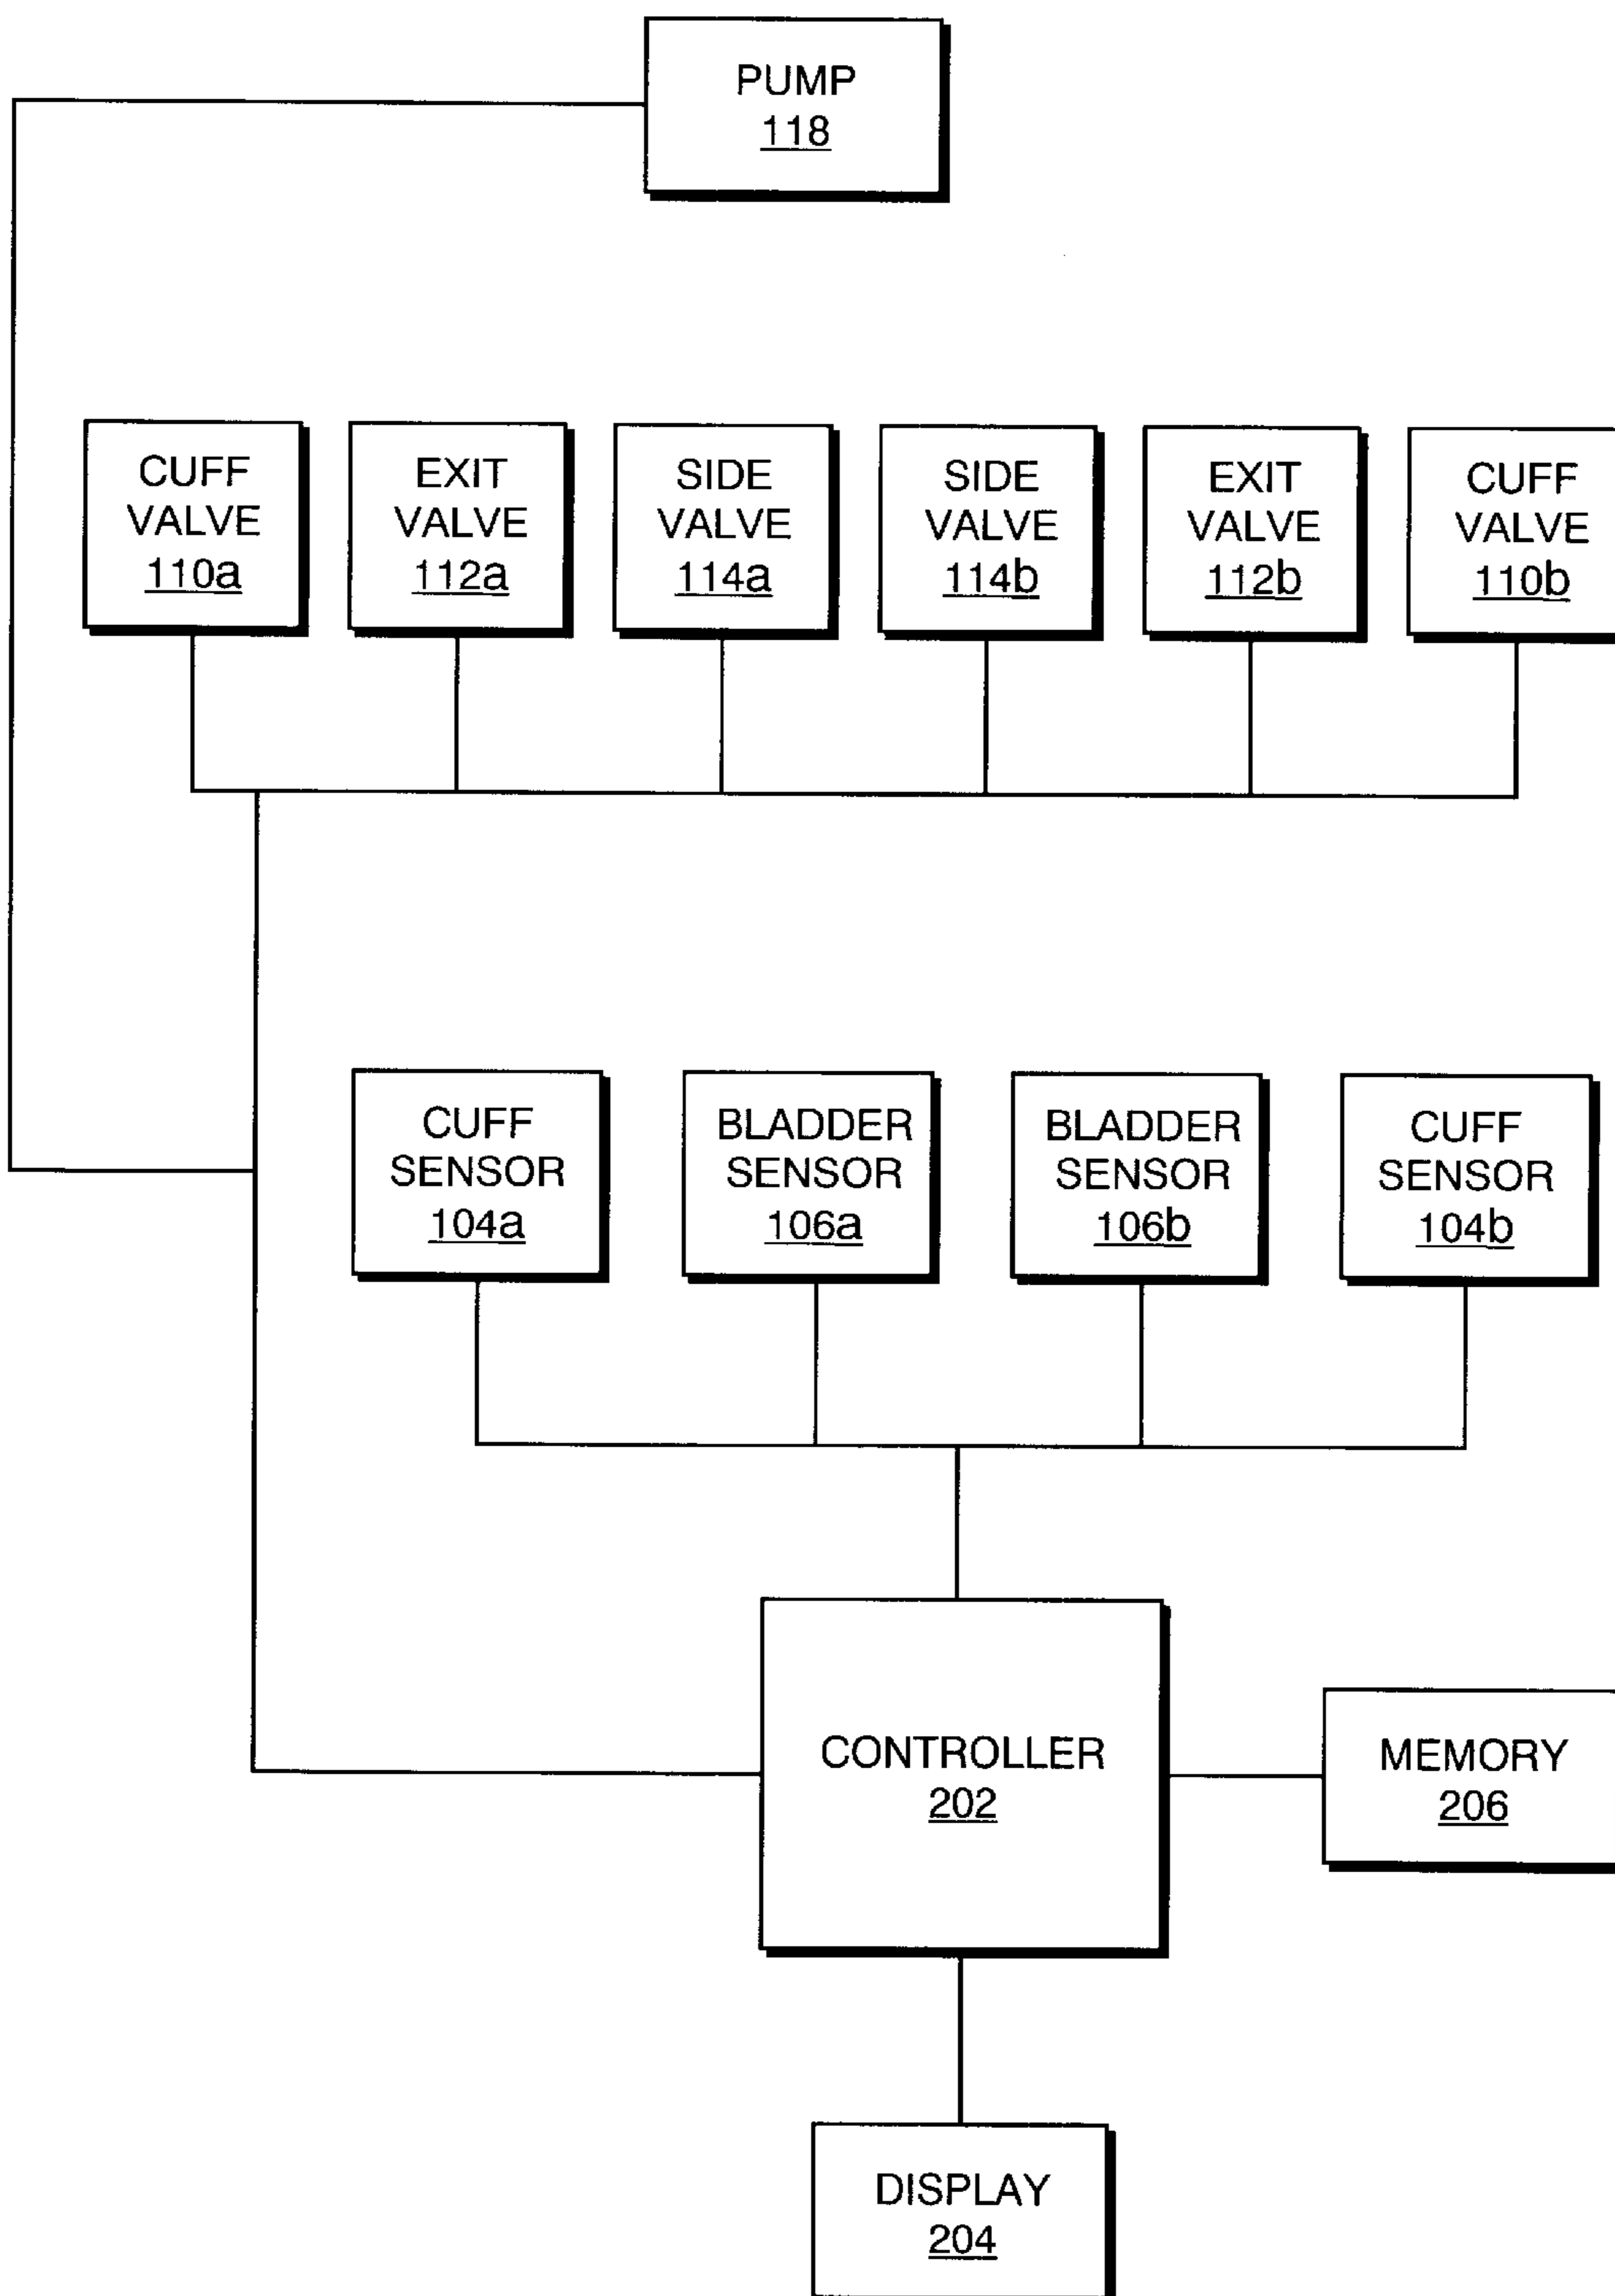 PUMP
118
CUFF
VALVE
110a
EXIT
VALVE
112a
SIDE
VALVE
114a
SIDE
VALVE
114b
EXIT
VALVE
112b
CUFF
VALVE
110b
CUFF
SENSOR
104a
BLADDER
SENSOR
106a
BLADDER
SENSOR
106b
CUFF
SENSOR
104b
CONTROLLER
202
MEMORY
206
DISPLAY
204